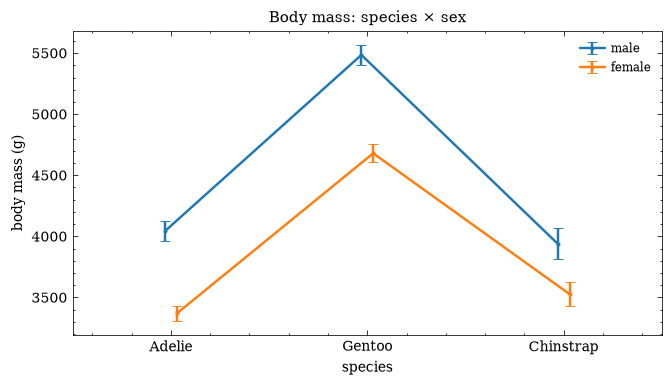 Body mass: species × sex
male
female
body mass (g)
5500
5000
4500
4000
3500
Adelie Gentoo Chinstrap
species